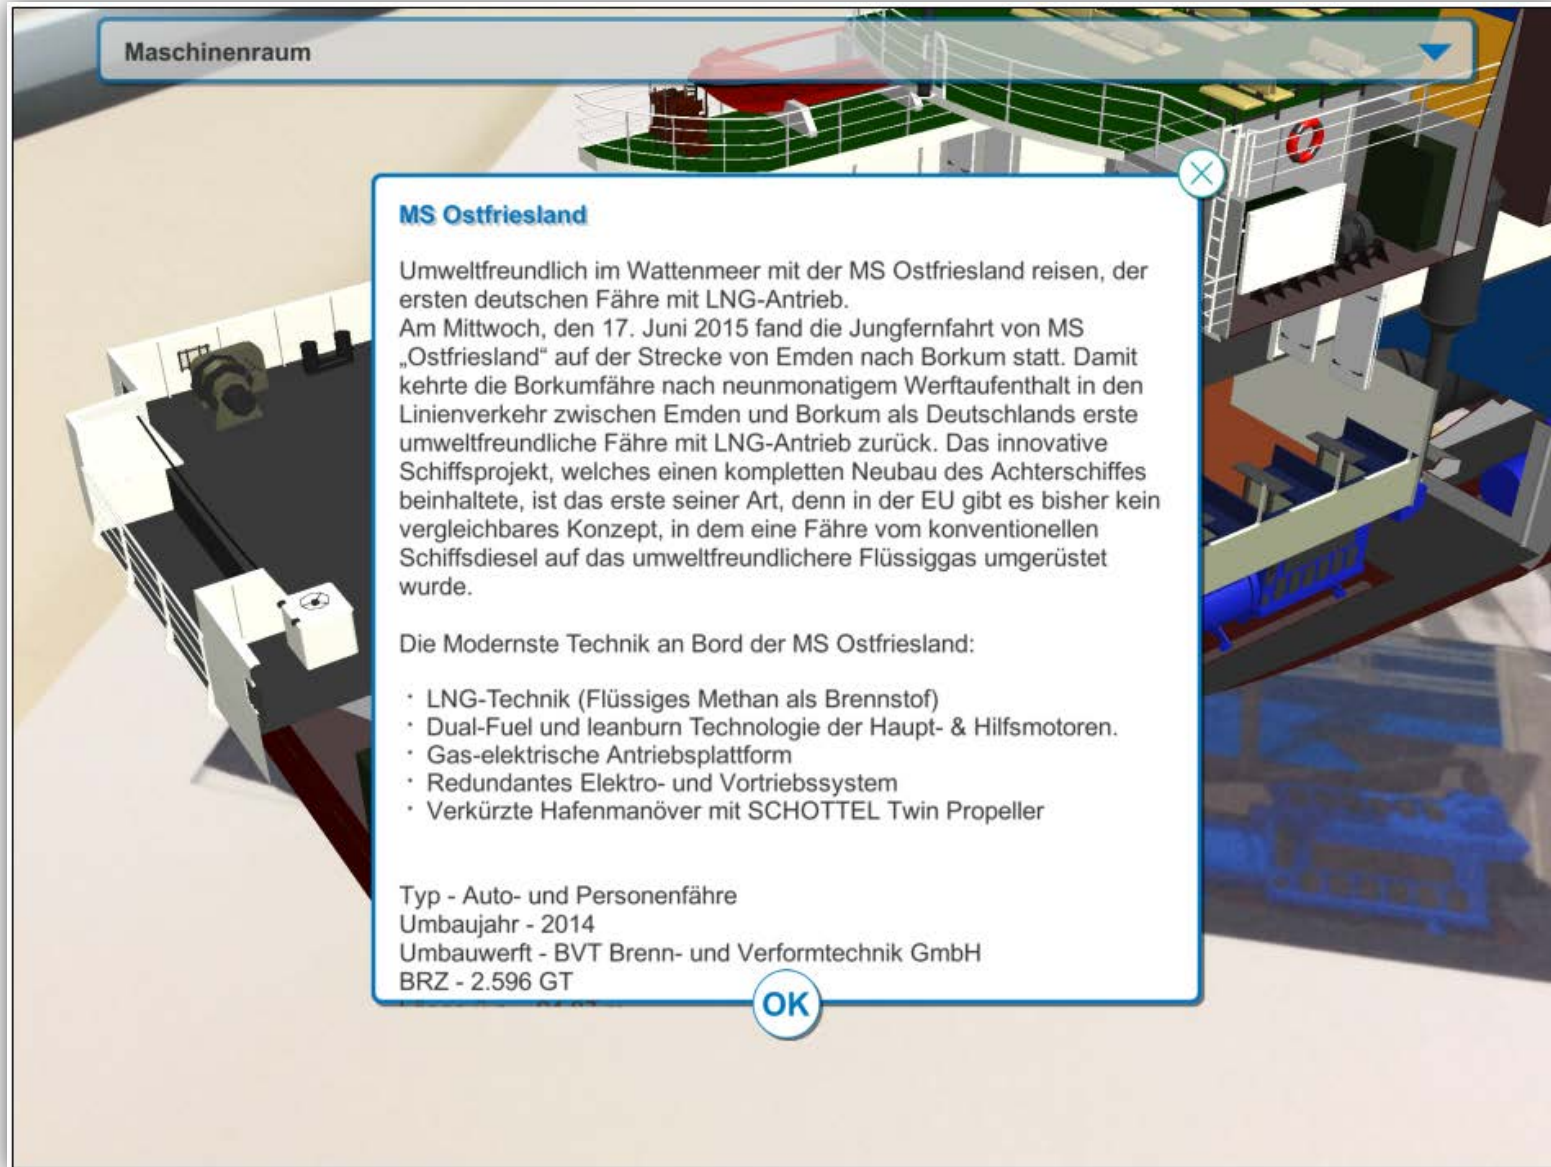 Maschinenraum
MS Ostfriesland
Umweltfreundlich im Wattenmeer mit der MS Ostfriesland reisen, der
ersten deutschen Fähre mit LNG-Antrieb.
Am Mittwoch, den 17. Juni 2015 fand die Jungfernfahrt von MS
„Ostfriesland“ auf der Strecke von Emden nach Borkum statt. Damit
kehrte die Borkumfähre nach neunmonatigem Werftaufenthalt in den
Linienverkehr zwischen Emden und Borkum als Deutschlands erste
umweltfreundliche Fähre mit LNG-Antrieb zurück. Das innovative
Schiffsprojekt, welches einen kompletten Neubau des Achterschiffes
beinhaltete, ist das erste seiner Art, denn in der EU gibt es bisher kein
vergleichbares Konzept, in dem eine Fähre vom konventionellen
Schiffsdiesel auf das umweltfreundlichere Flüssiggas umgerüstet
wurde.
Die Modernste Technik an Bord der MS Ostfriesland:
· LNG-Technik (Flüssiges Methan als Brennstof)
· Dual-Fuel und leanburn Technologie der Haupt- & Hilfsmotoren.
· Gas-elektrische Antriebsplattform
· Redundantes Elektro- und Vortriebssystem
· Verkürzte Hafenmanöver mit SCHOTTEL Twin Propeller
Typ - Auto- und Personenfähre
Umbaujahr - 2014
Umbauwerft - BVT Brenn- und Verformtechnik GmbH
BRZ - 2.596 GT
OK